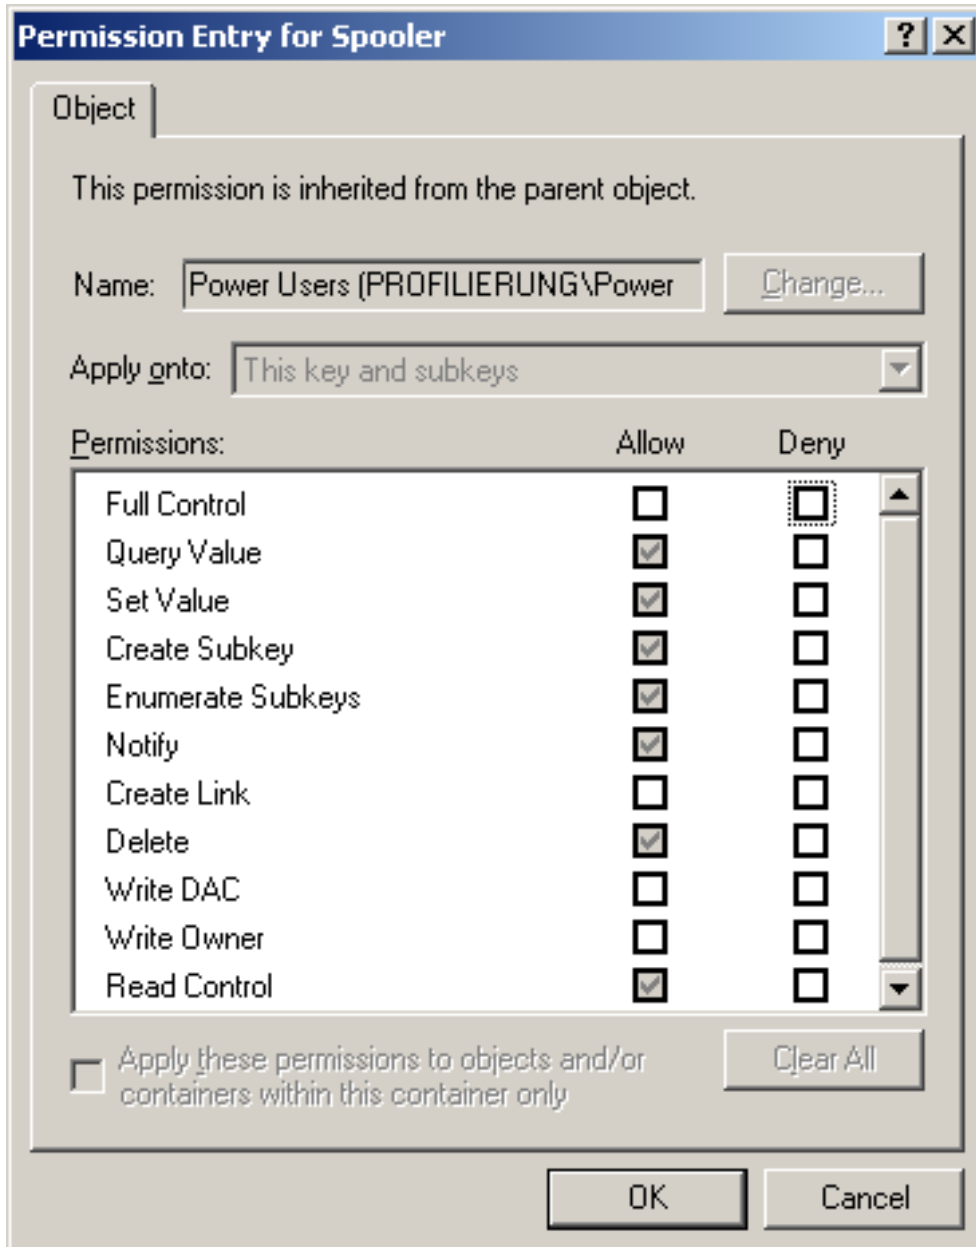 Permission Entry for Spooler
Object
This permission is inherited from the parent object.
Name: Power Users (PROFILIERUNG\Power Change...
Apply onto: This key and subkeys
Permissions: Allow Deny
Full Control
Query Value
Set Value
Create Subkey
Enumerate Subkeys
Notify
Create Link
Delete
Write DAC
Write Owner
Read Control
Apply these permissions to objects and/or
containers within this container only
Clear All
OK Cancel